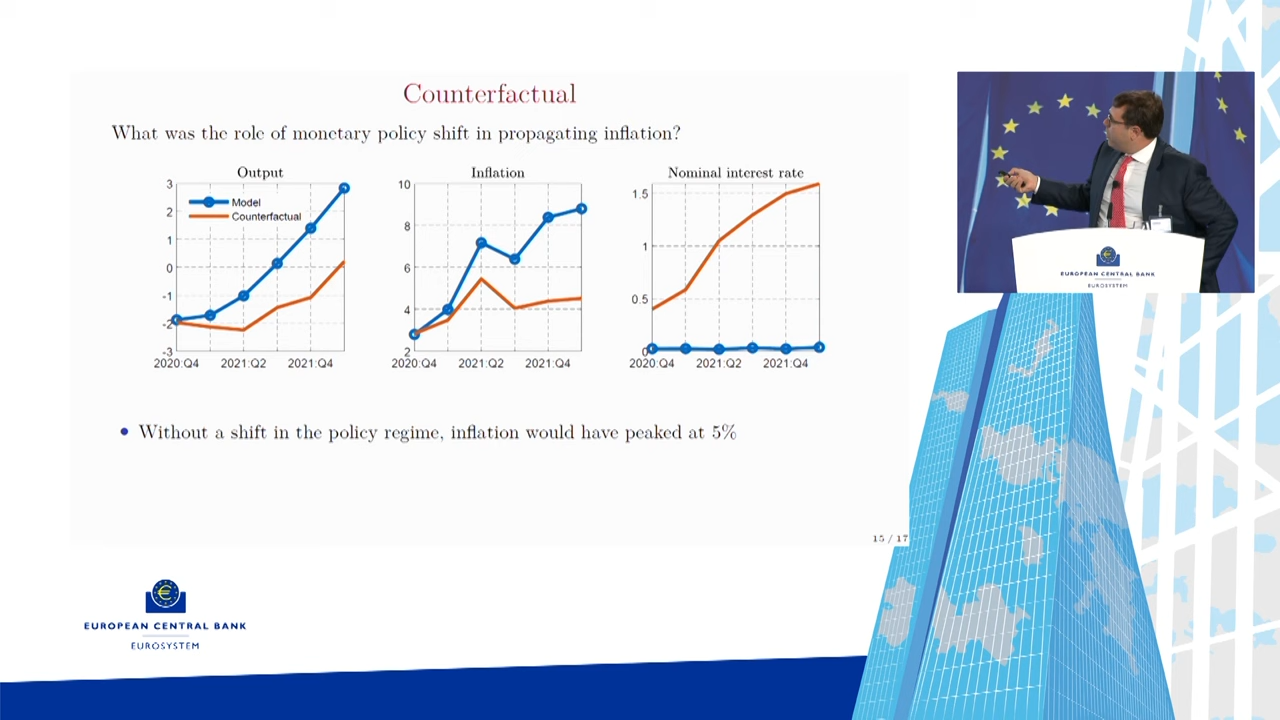 Counterfactual
What was the role of monetary policy shift in propagating inflation?
Output
3
2
1
0
-1
-2
-3
Model
Counterfactual
2020:Q4 2021:Q2 2021:Q4
Inflation
10
8
6
4
2
2020:Q4 2021:Q2 2021:Q4
Nominal interest rate
1.5
1
0.5
0
2020:Q4 2021:Q2 2021:Q4
• Without a shift in the policy regime, inflation would have peaked at 5%
15 / 17
EUROPEAN CENTRAL BANK
EUROSYSTEM
EUROPEAN CENTRAL BANK
EUROSYSTEM